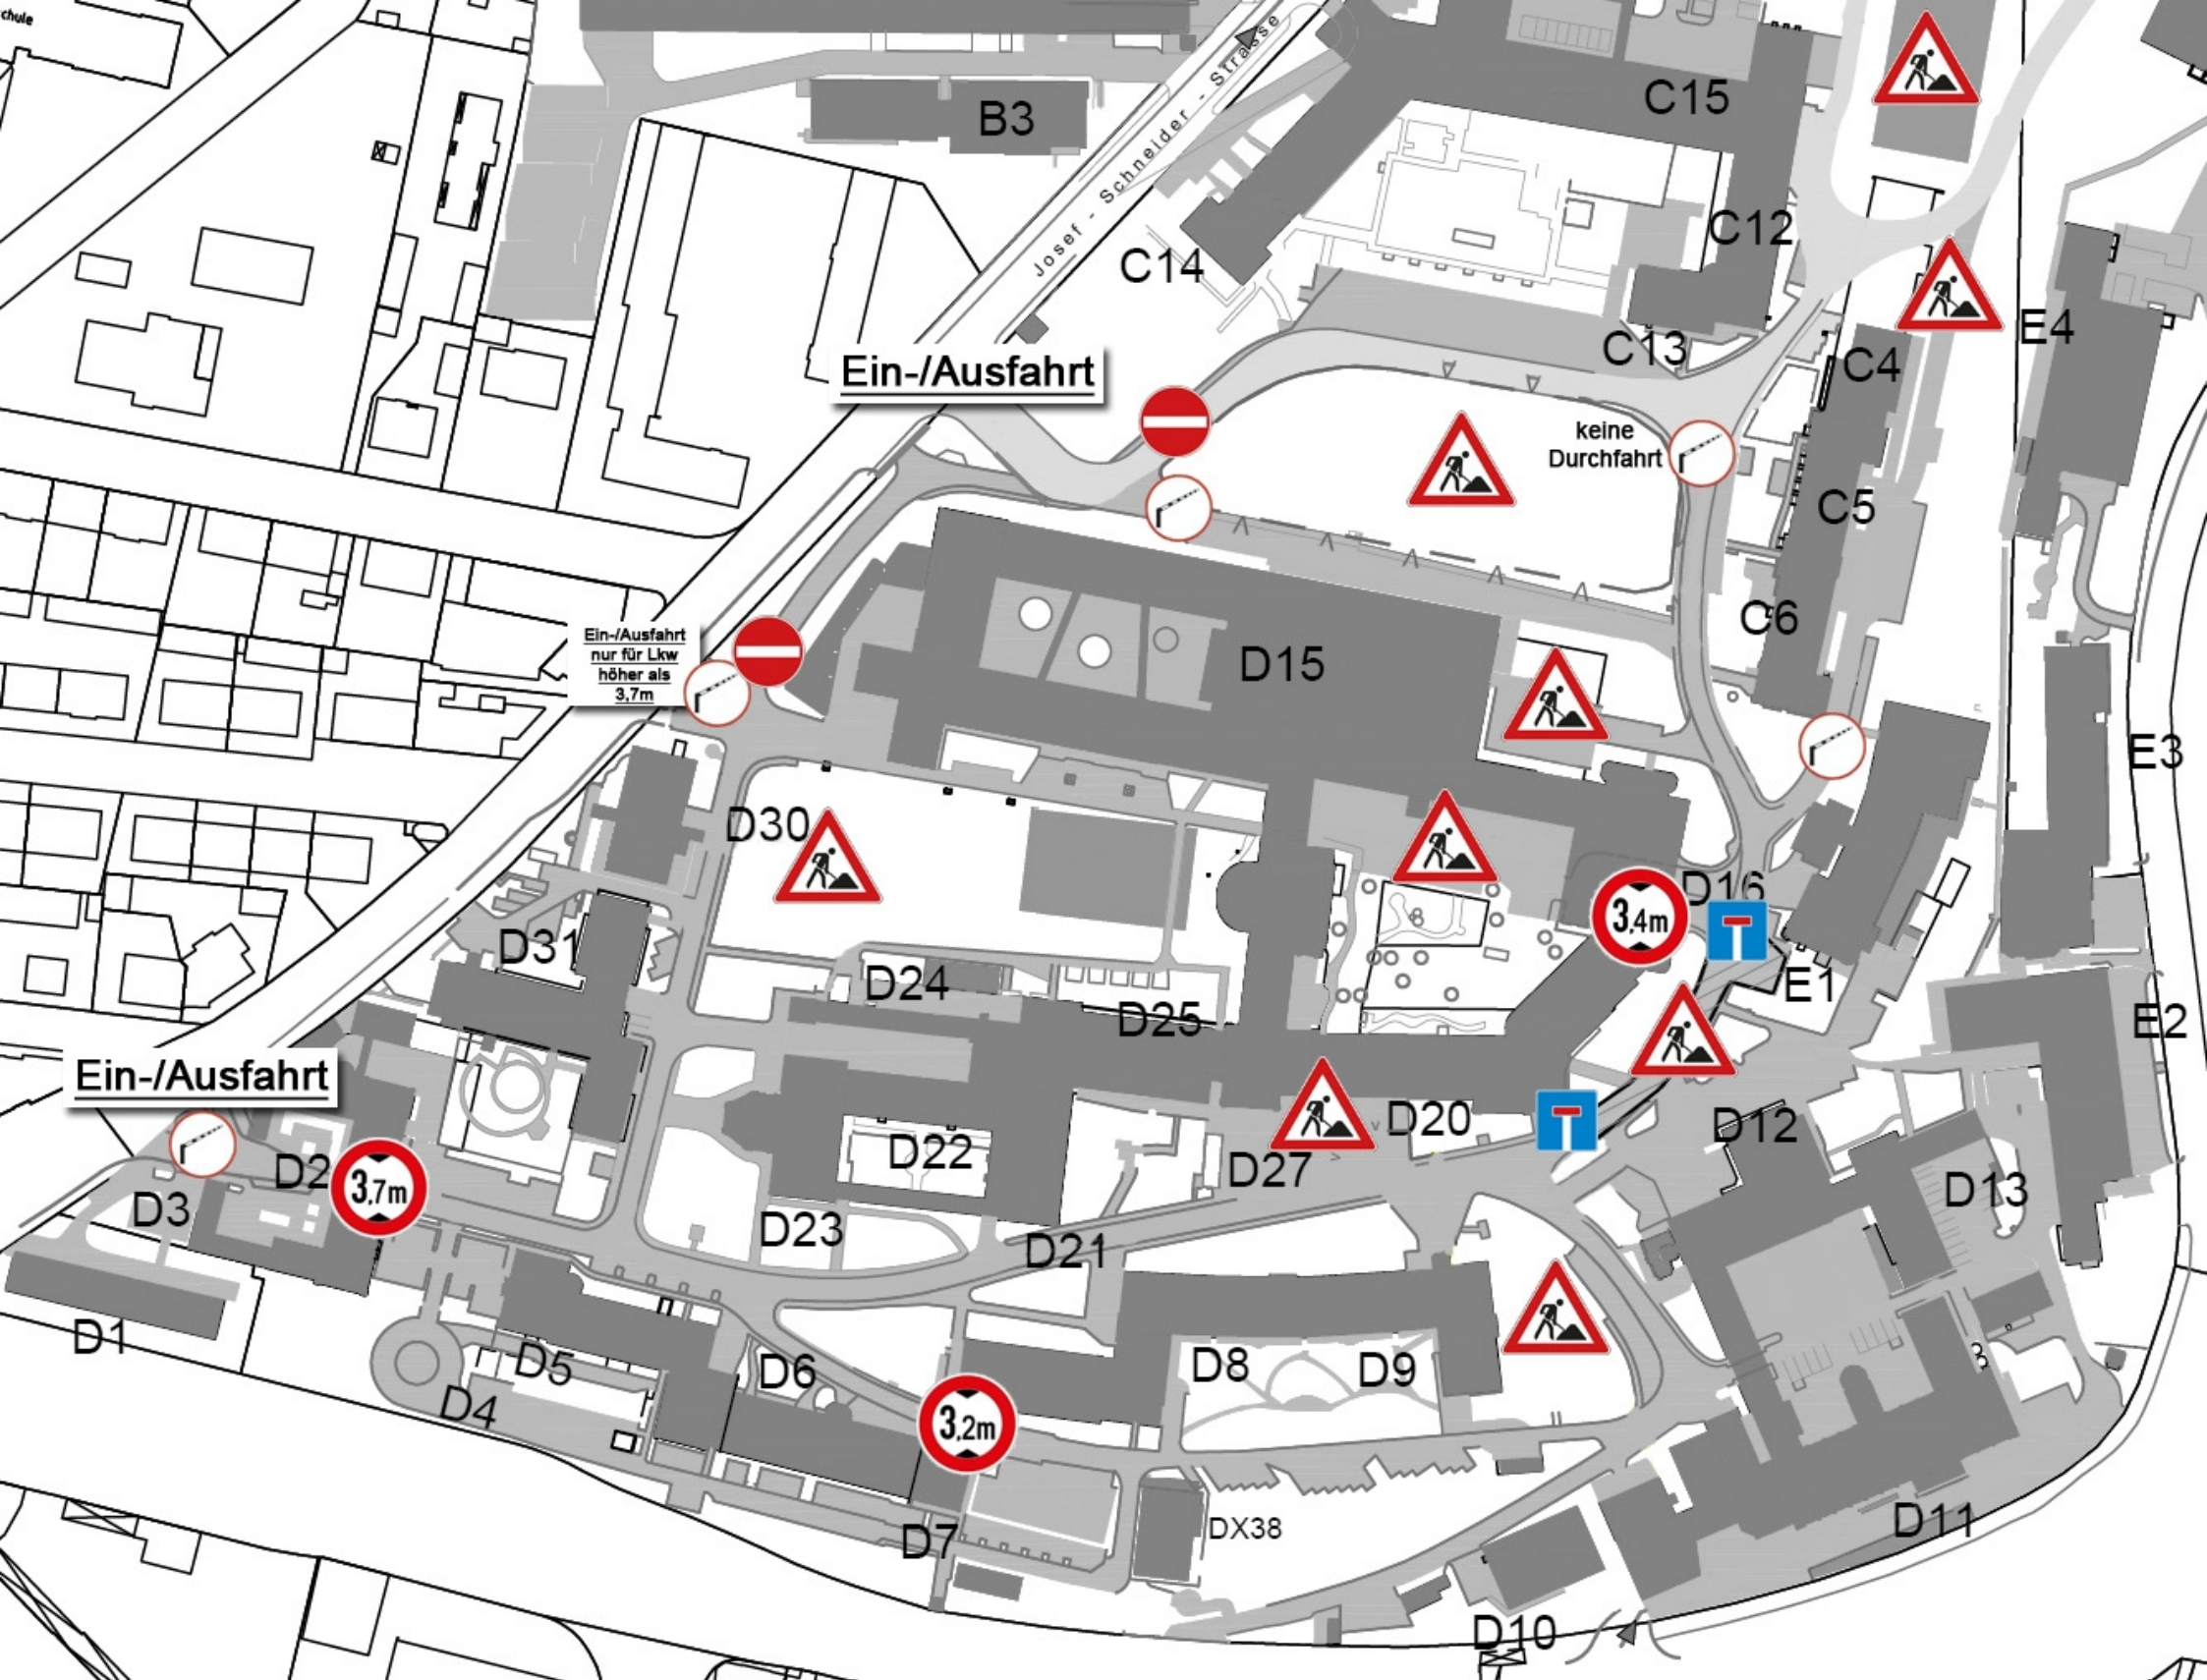 chule
B3
C15
Josef - Schneider - Strasse
C12
C14
E4
C13
C4
Ein-/Ausfahrt
keine
Durchfahrt
C5
C6
Ein-/Ausfahrt
nur für Lkw
höher als
3,7m
D15
E3
D30
D16
3,4m
D31
D24
E1
D25
E2
Ein-/Ausfahrt
D20
D12
D22
D27
D2
3,7m
D13
D3
D23
D21
D1
D5
D6
D8
D9
D4
3,2m
D7
DX38
D11
D10